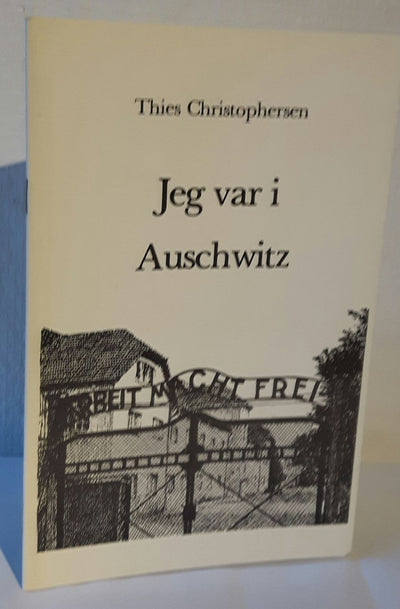 Thies Christophersen
Jeg var i
Auschwitz
ARBEIT MACHT FREI